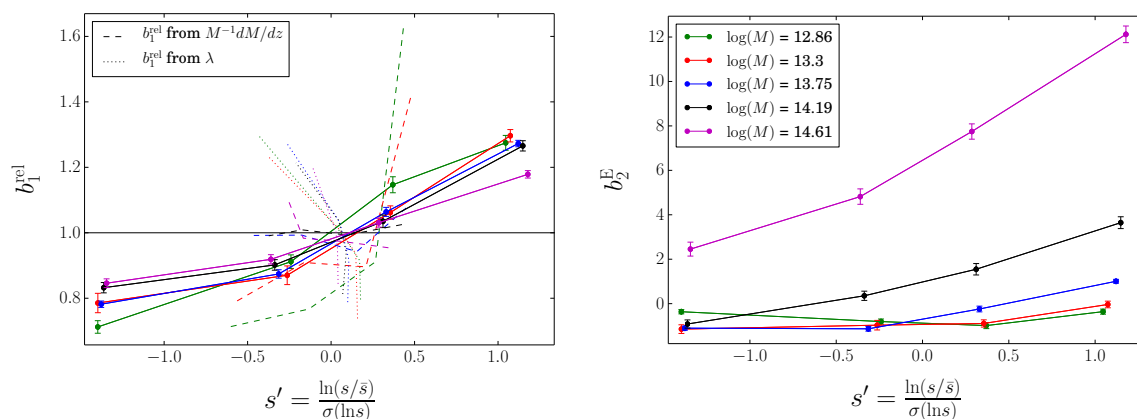 1.6
1.4
1.2
1.0
0.8
b_1^rel
b_1^rel from M^{-1}dM/dz
b_1^rel from λ
−1.0 −0.5 0.0 0.5 1.0
s′ = ln(s/s̄)/σ(lns)
12
10
8
6
4
2
0
b_2^E
log(M) = 12.86
log(M) = 13.3
log(M) = 13.75
log(M) = 14.19
log(M) = 14.61
−1.0 −0.5 0.0 0.5 1.0
s′ = ln(s/s̄)/σ(lns)